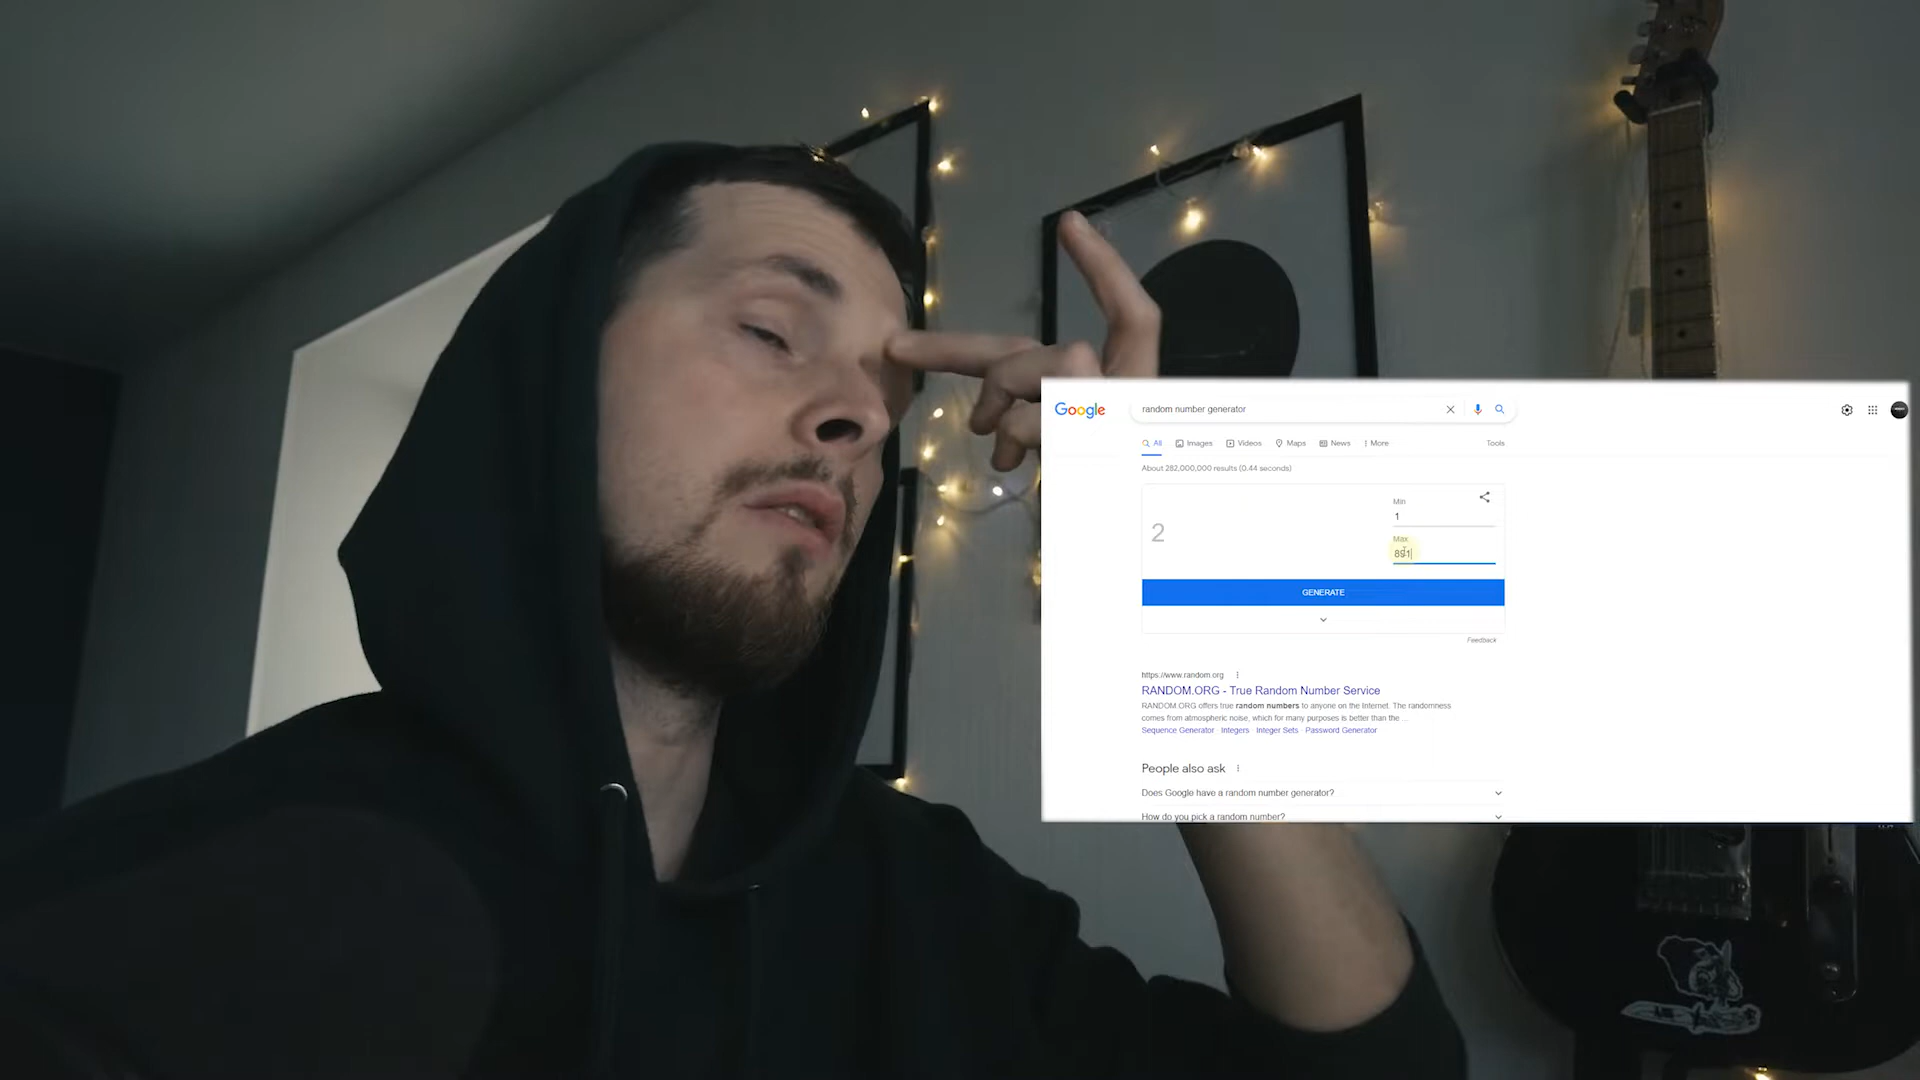 Google
random number generator
All Images Videos Maps News More Tools
About 282,000,000 results (0.44 seconds)
Min
1
2
Max
891
GENERATE
Feedback
https://www.random.org
RANDOM.ORG - True Random Number Service
RANDOM.ORG offers true random numbers to anyone on the Internet. The randomness
comes from atmospheric noise, which for many purposes is better than the ...
Sequence Generator Integers Integer Sets Password Generator
People also ask
Does Google have a random number generator?
How do you pick a random number?